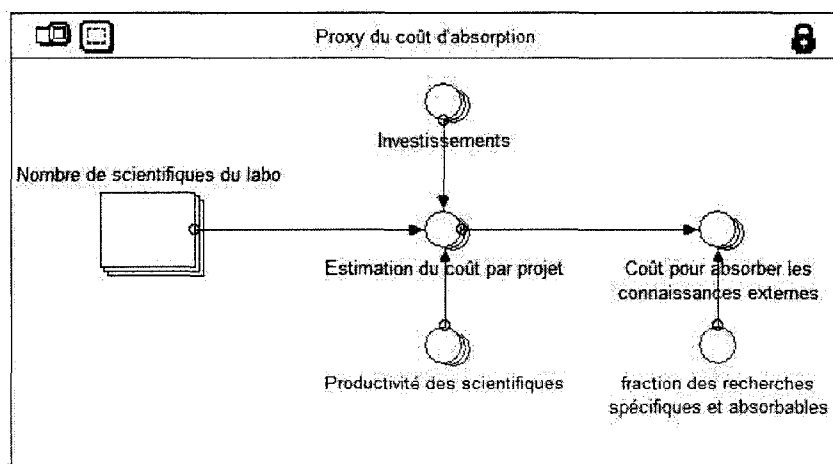 Proxy du coût d'absorption
Investissements
Nombre de scientifiques du labo
Estimation du coût par projet
Coût pour absorber les
connaissances externes
Productivité des scientifiques
fraction des recherches
spécifiques et absorbables